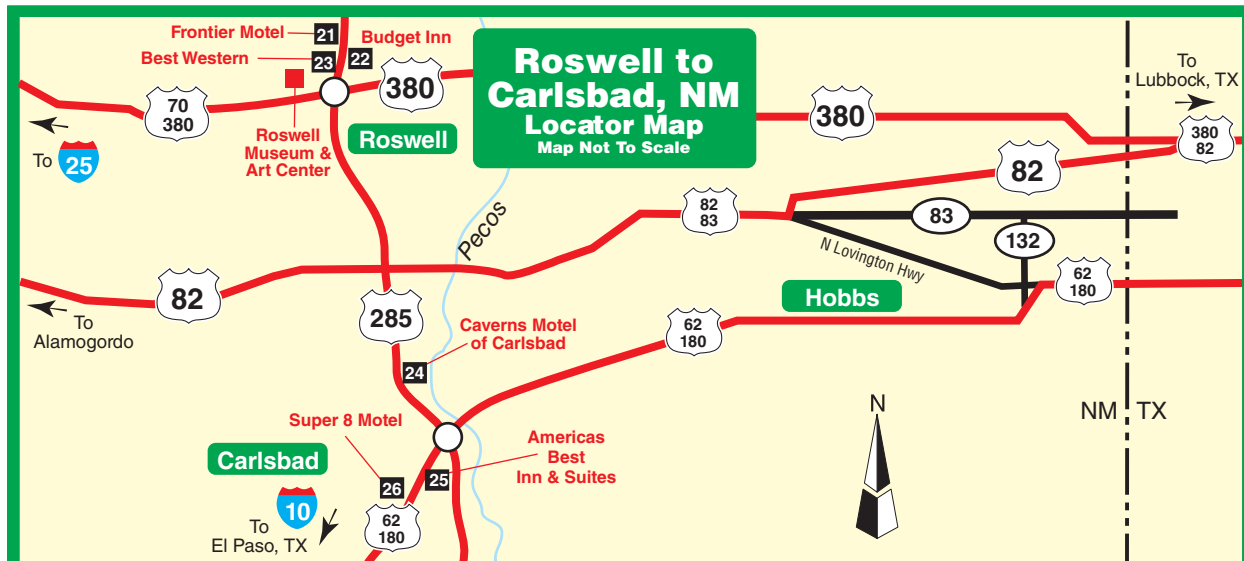 Frontier Motel
21
Budget Inn
22
Best Western
23
Roswell to
Carlsbad, NM
Locator Map
Map Not To Scale
380
70
380
Roswell
Roswell
Museum &
Art Center
To
25
380
To
Lubbock, TX
380
82
82
82
83
83
132
N Lovington Hwy
Pecos
82
To
Alamogordo
285
Hobbs
62
180
62
180
Caverns Motel
of Carlsbad
24
Super 8 Motel
26
Carlsbad
10
To
El Paso, TX
62
180
25
Americas
Best
Inn & Suites
N
NM
TX